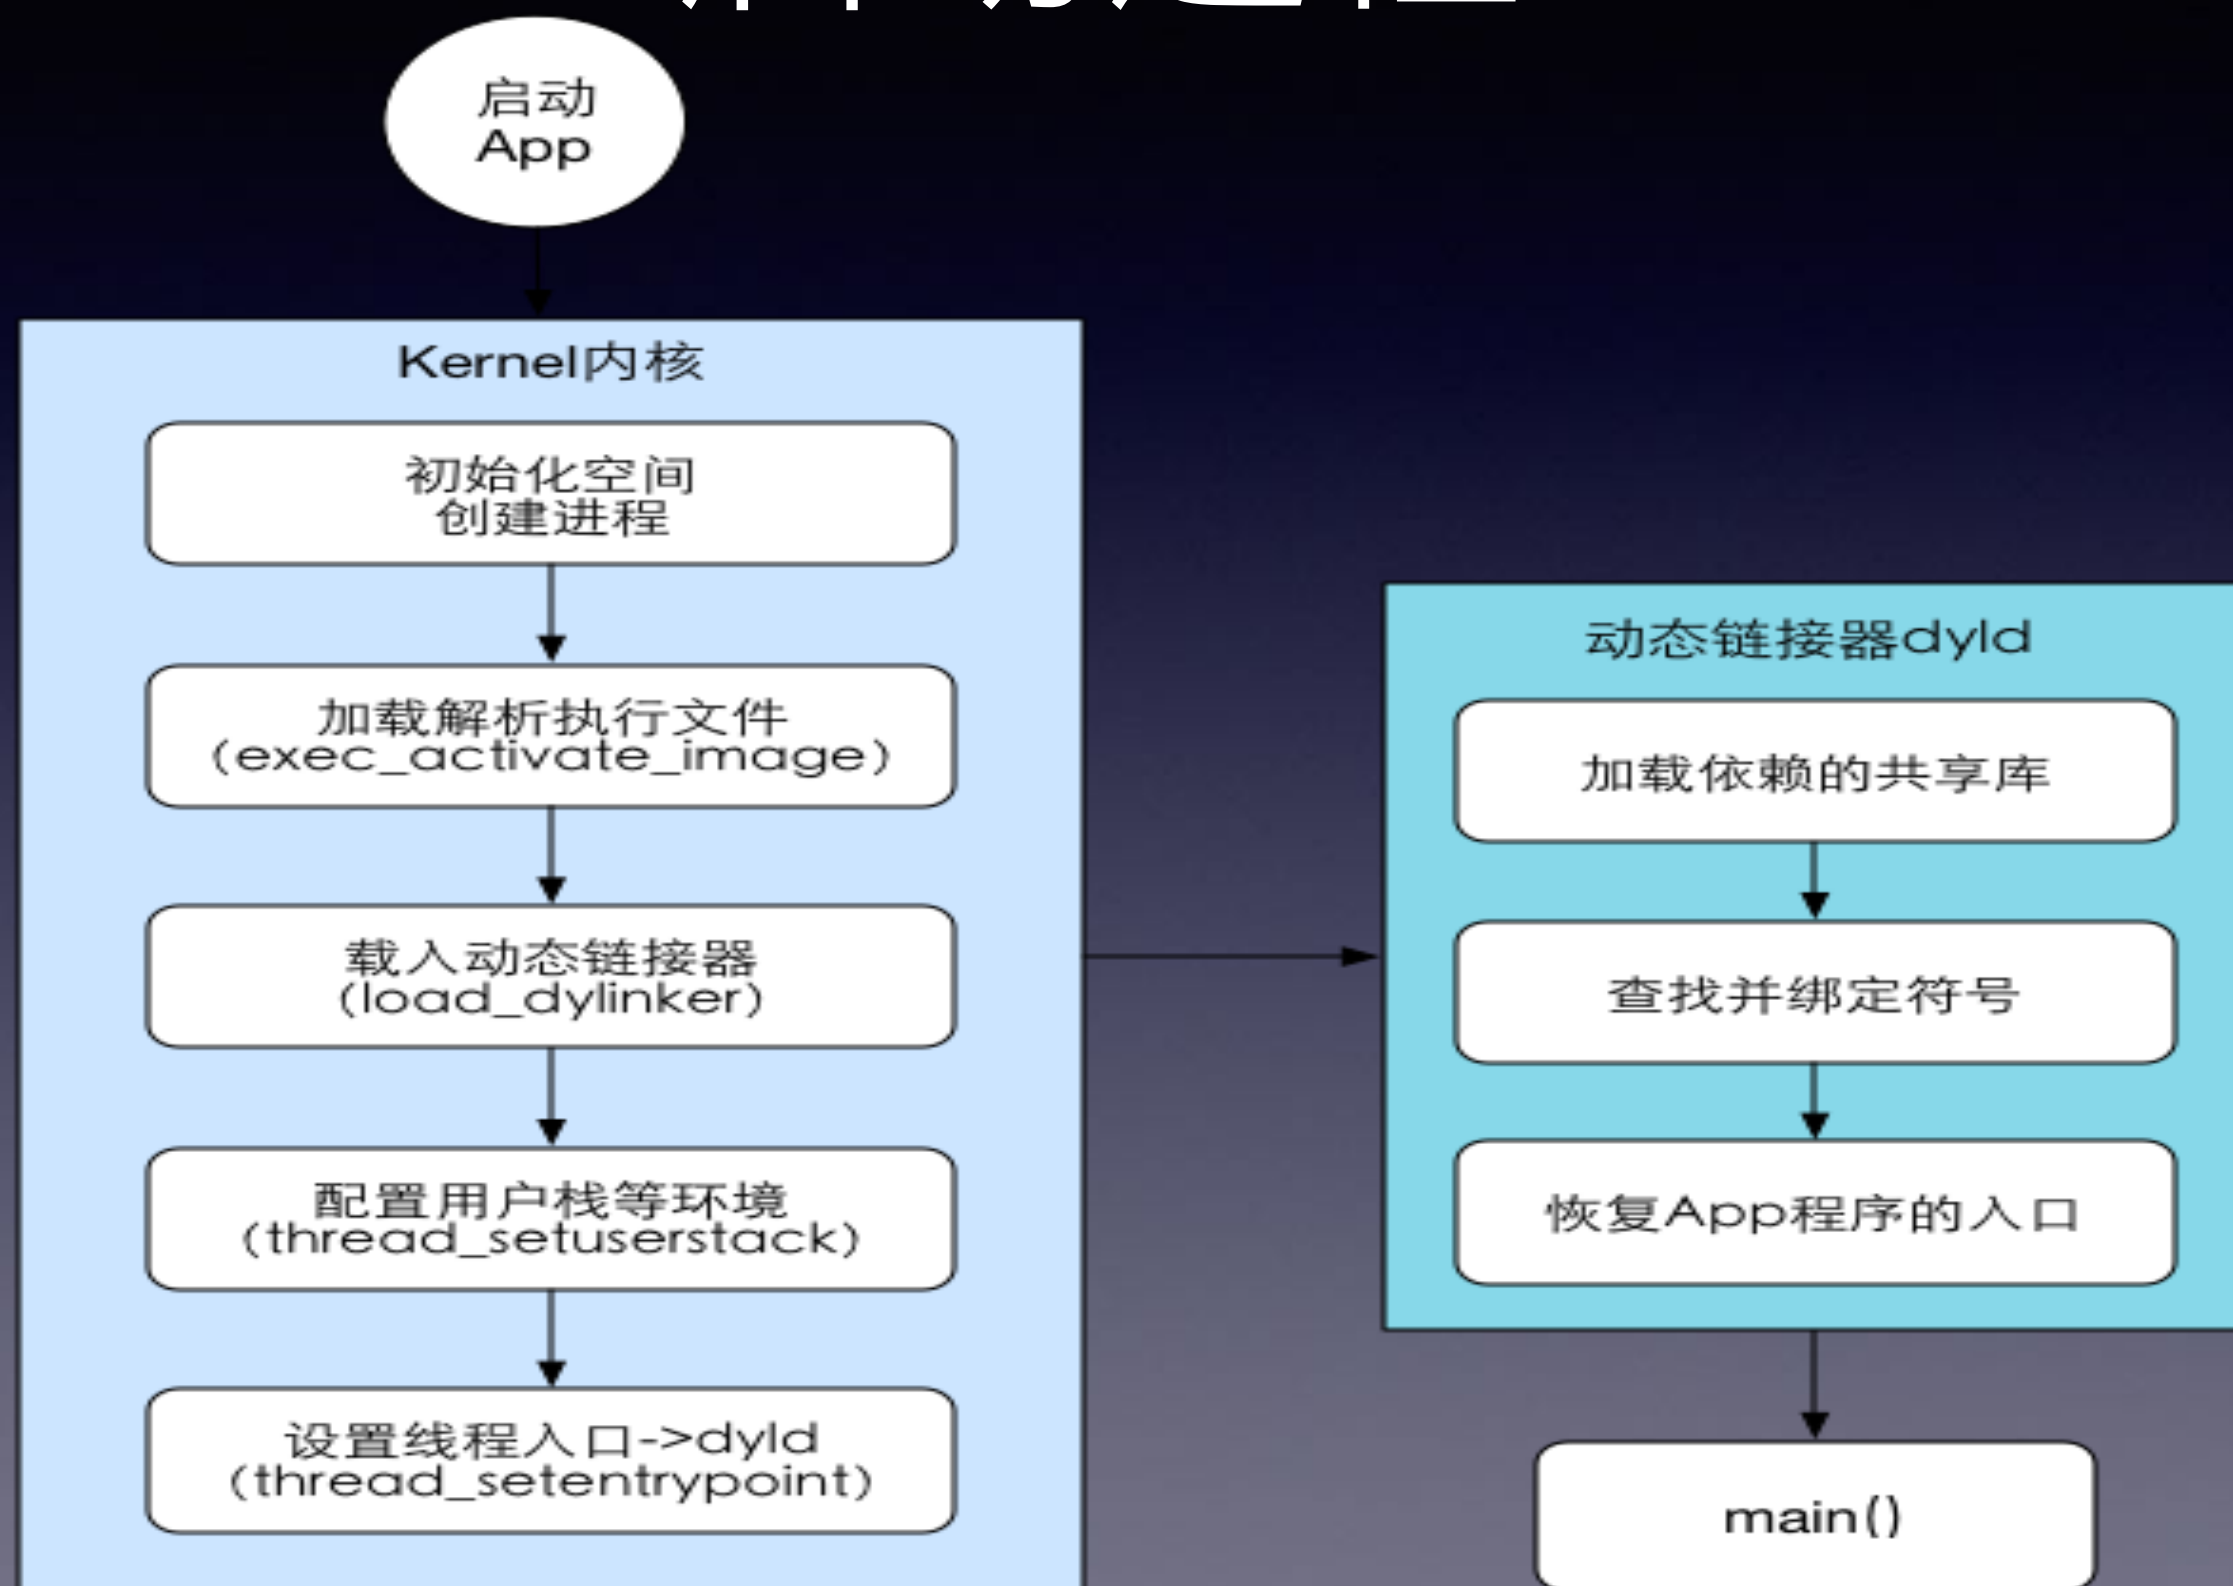 启动
App
Kernel内核
初始化空间
创建进程
加载解析执行文件
(exec_activate_image)
载入动态链接器
(load_dylinker)
配置用户栈等环境
(thread_setuserstack)
设置线程入口->dyld
(thread_setentrypoint)
动态链接器dyld
加载依赖的共享库
查找并绑定符号
恢复App程序的入口
main()